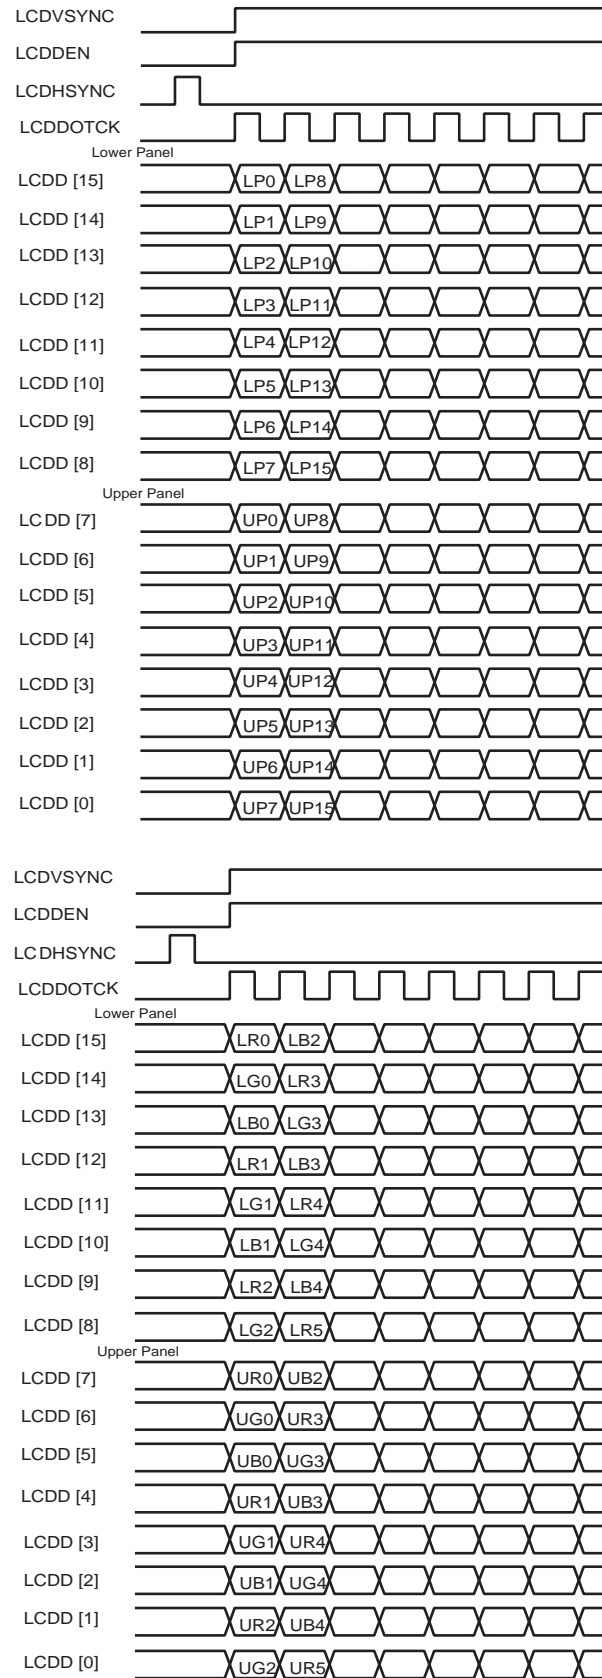 LCDVSYNC
LCDDEN
LCDHSYNC
LCDDOTCK
Lower Panel
LCDD [15] LP0 LP8
LCDD [14] LP1 LP9
LCDD [13] LP2 LP10
LCDD [12] LP3 LP11
LCDD [11] LP4 LP12
LCDD [10] LP5 LP13
LCDD [9] LP6 LP14
LCDD [8] LP7 LP15
Upper Panel
LCDD [7] UP0 UP8
LCDD [6] UP1 UP9
LCDD [5] UP2 UP10
LCDD [4] UP3 UP11
LCDD [3] UP4 UP12
LCDD [2] UP5 UP13
LCDD [1] UP6 UP14
LCDD [0] UP7 UP15
LCDVSYNC
LCDDEN
LCDHSYNC
LCDDOTCK
Lower Panel
LCDD [15] LR0 LB2
LCDD [14] LG0 LR3
LCDD [13] LB0 LG3
LCDD [12] LR1 LB3
LCDD [11] LG1 LR4
LCDD [10] LB1 LG4
LCDD [9] LR2 LB4
LCDD [8] LG2 LR5
Upper Panel
LCDD [7] UR0 UB2
LCDD [6] UG0 UR3
LCDD [5] UB0 UG3
LCDD [4] UR1 UB3
LCDD [3] UG1 UR4
LCDD [2] UB1 UG4
LCDD [1] UR2 UB4
LCDD [0] UG2 UR5